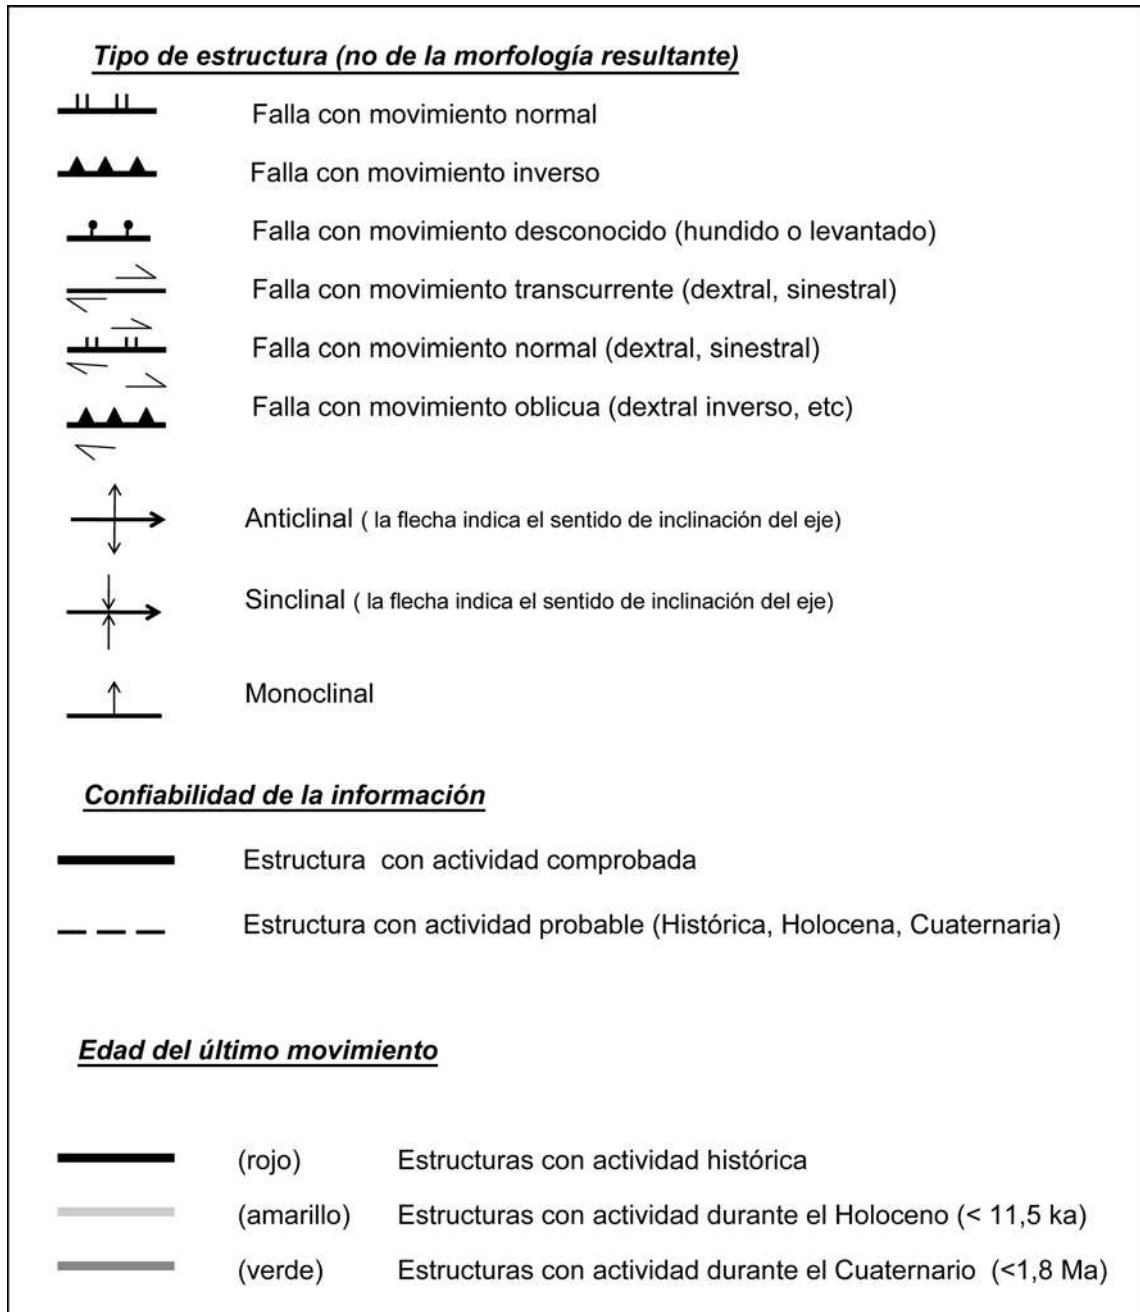 Tipo de estructura (no de la morfología resultante)
Falla con movimiento normal
Falla con movimiento inverso
Falla con movimiento desconocido (hundido o levantado)
Falla con movimiento transcurrente (dextral, sinestral)
Falla con movimiento normal (dextral, sinestral)
Falla con movimiento oblicua (dextral inverso, etc)
Anticlinal ( la flecha indica el sentido de inclinación del eje)
Sinclinal ( la flecha indica el sentido de inclinación del eje)
Monoclinal
Confiabilidad de la información
Estructura con actividad comprobada
Estructura con actividad probable (Histórica, Holocena, Cuaternaria)
Edad del último movimiento
(rojo) Estructuras con actividad histórica
(amarillo) Estructuras con actividad durante el Holoceno (< 11,5 ka)
(verde) Estructuras con actividad durante el Cuaternario (<1,8 Ma)